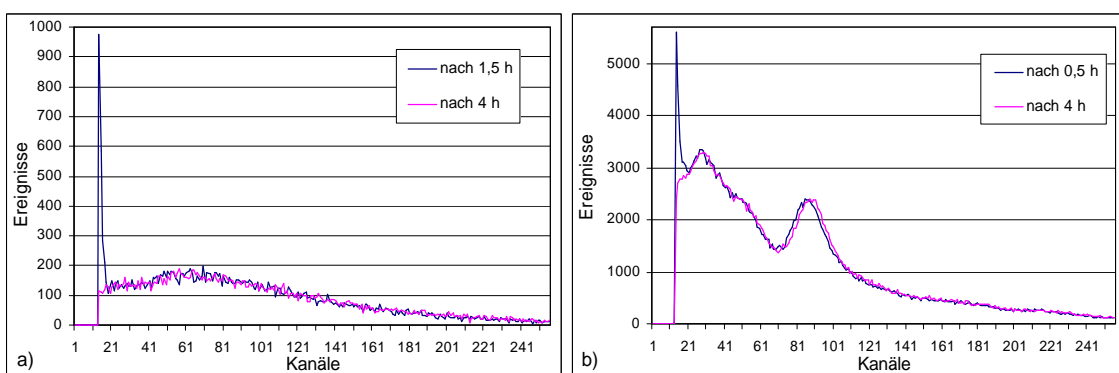 1000
900
800
700
600
500
400
300
200
100
0
Ereignisse
nach 1,5 h
nach 4 h
1 21 41 61 81 101 121 141 161 181 201 221 241
Kanäle
a)
5000
4000
3000
2000
1000
0
Ereignisse
nach 0,5 h
nach 4 h
1 21 41 61 81 101 121 141 161 181 201 221 241
Kanäle
b)